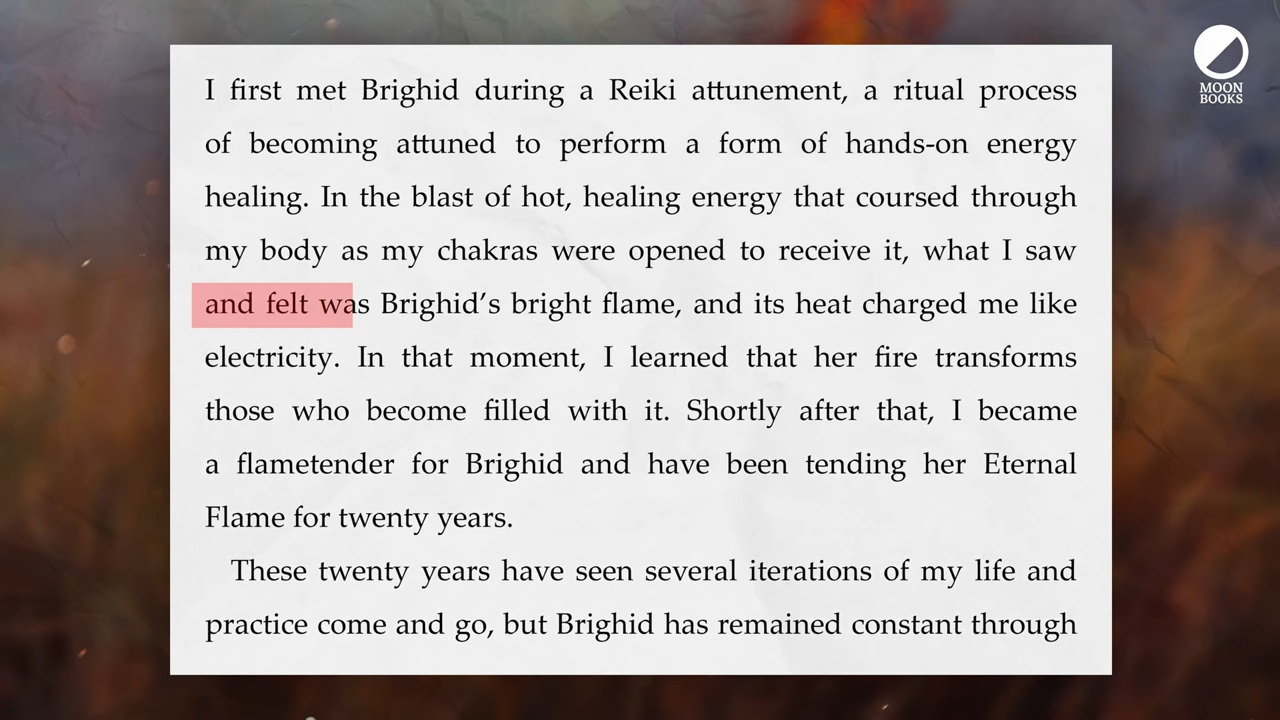 I first met Brighid during a Reiki attunement, a ritual process
of becoming attuned to perform a form of hands-on energy
healing. In the blast of hot, healing energy that coursed through
my body as my chakras were opened to receive it, what I saw
and felt was Brighid’s bright flame, and its heat charged me like
electricity. In that moment, I learned that her fire transforms
those who become filled with it. Shortly after that, I became
a flametender for Brighid and have been tending her Eternal
Flame for twenty years.
These twenty years have seen several iterations of my life and
practice come and go, but Brighid has remained constant through
MOON
BOOKS